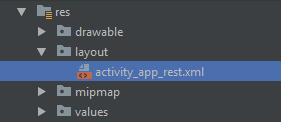 res
drawable
layout
activity_app_rest.xml
mipmap
values